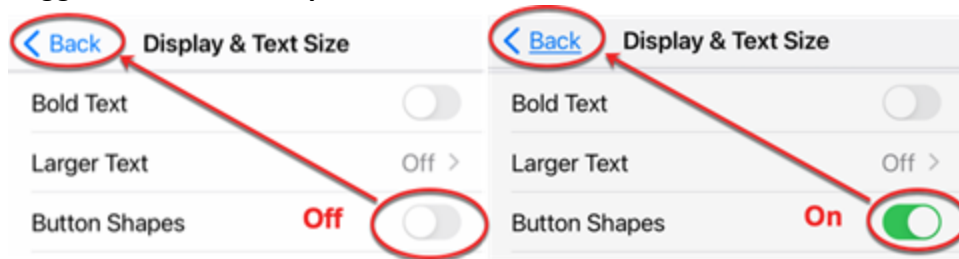 Back Display & Text Size
Bold Text
Larger Text Off
Button Shapes Off
Back Display & Text Size
Bold Text
Larger Text Off
Button Shapes On